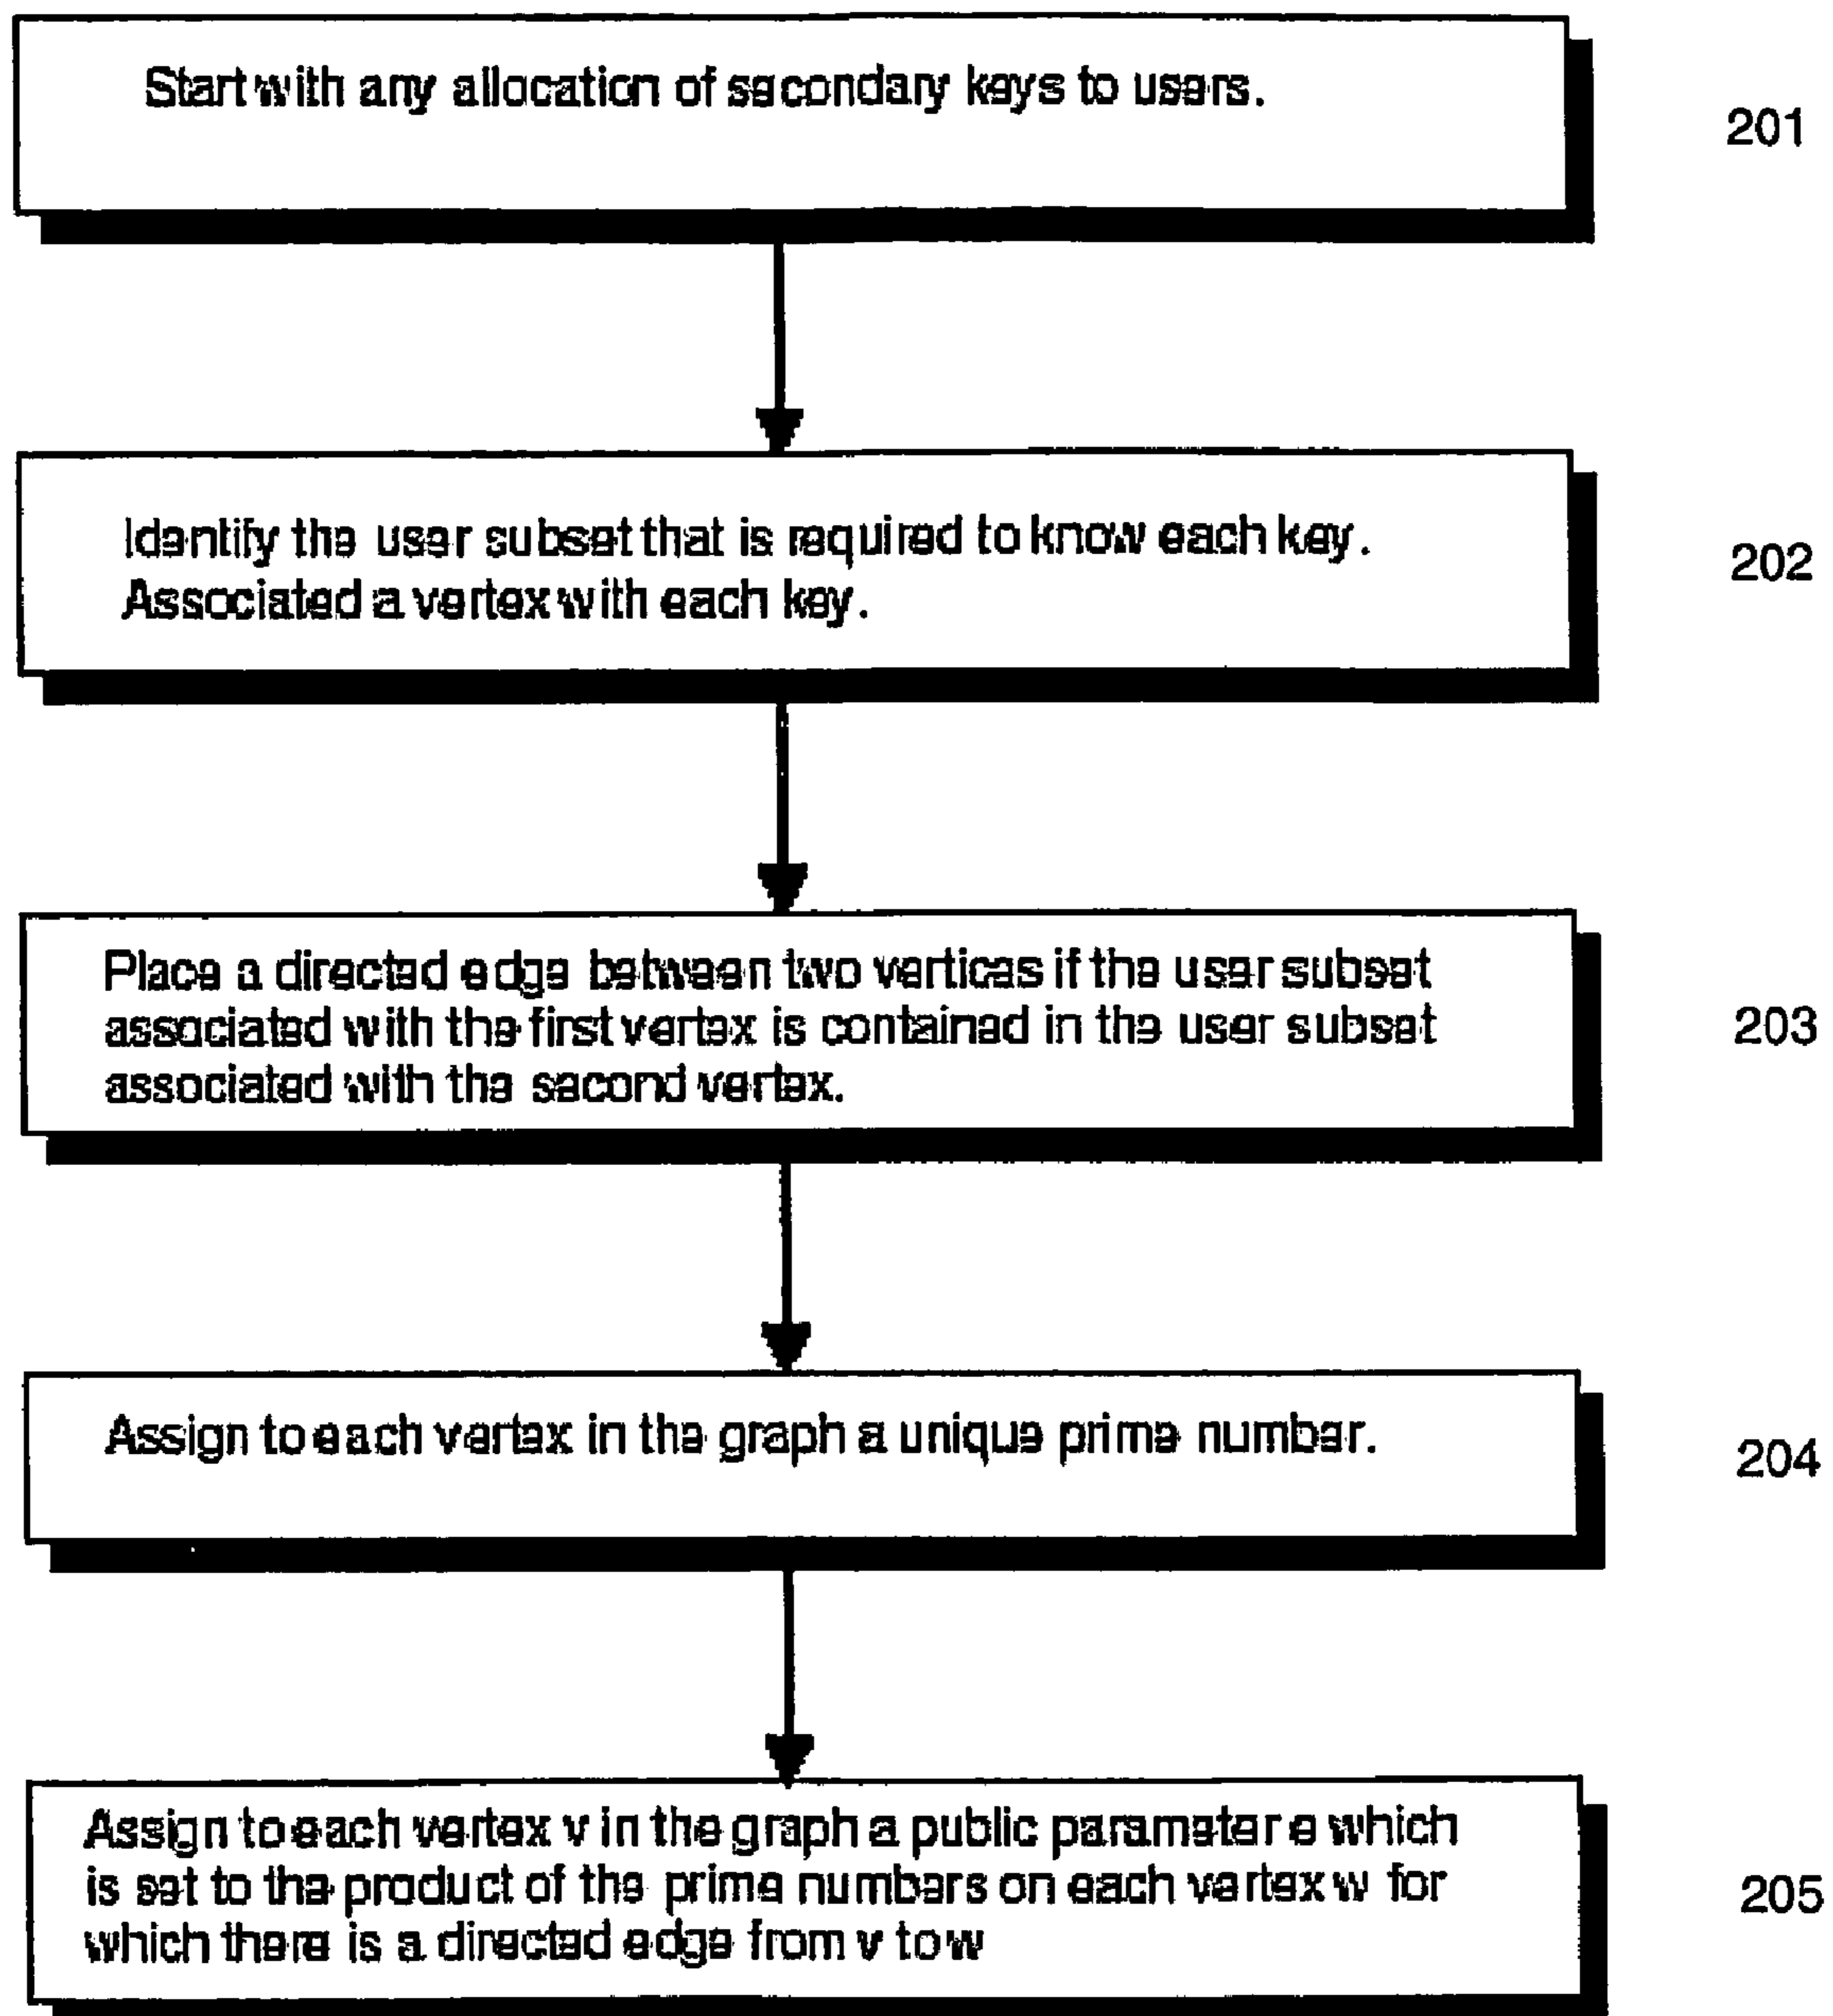 Start with any allocation of secondary keys to users.
201
Identify the user subset that is required to know each key.
Associated a vertex with each key.
202
Place a directed edge between two vertices if the user subset
associated with the first vertex is contained in the user subset
associated with the second vertex.
203
Assign to each vertex in the graph a unique prime number.
204
Assign to each vertex v in the graph a public parameter e which
is set to the product of the prime numbers on each vertex w for
which there is a directed edge from v to w
205